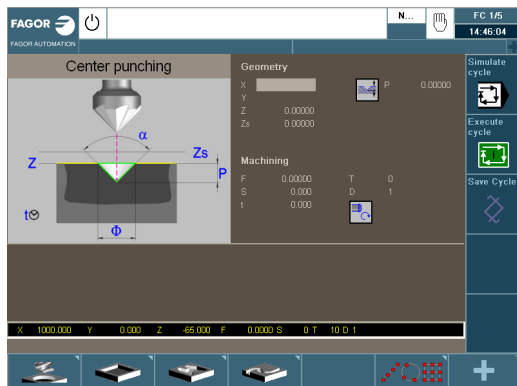 FAGOR
FAGOR AUTOMATION
N...
FC 1/5
14:46:04
Center punching
α
Z
Zs
P
t
Φ
Geometry
X
P 0.00000
Y
Z 0.00000
Zs 0.00000
Machining
F 0.00000 T 0
S 0.000 D 1
t 0.000
Simulate
cycle
Execute
cycle
Save Cycle
X 1000.000 Y 0.000 Z -65.000 F 0.0000 S 0 T 10 D 1